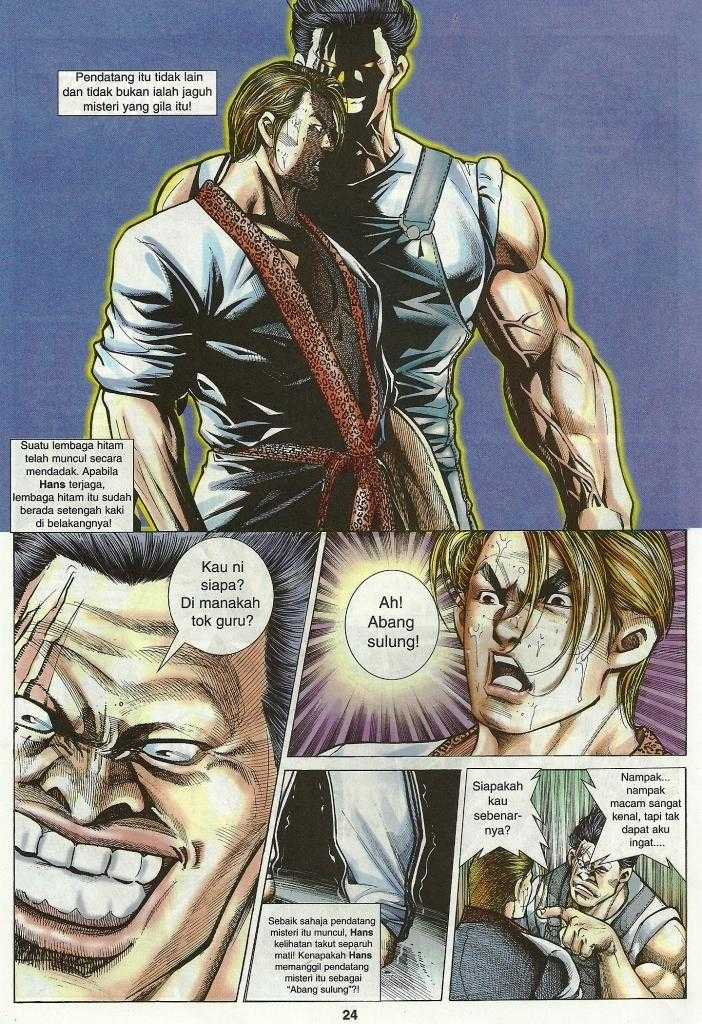 Pendatang itu tidak lain
dan tidak bukan ialah jaguh
misteri yang gila itu!
Suatu lembaga hitam
telah muncul secara
mendadak. Apabila
Hans terjaga,
lembaga hitam itu sudah
berada setengah kaki
di belakangnya!
Kau ni
siapa?
Di manakah
tok guru?
Ah!
Abang
sulung!
Sebaik sahaja pendatang
misteri itu muncul, Hans
kelihatan takut separuh
mati! Kenapakah Hans
memanggil pendatang
misteri itu sebagai
"Abang sulung"?!
Siapakah
kau
sebenar-
nya?
Nampak...
nampak
macam sangat
kenal, tapi tak
dapat aku
ingat....
24